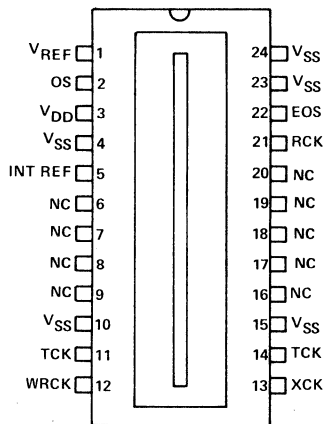 VREF 1 24 VSS
OS 2 23 VSS
VDD 3 22 EOS
VSS 4 21 RCK
INT REF 5 20 NC
NC 6 19 NC
NC 7 18 NC
NC 8 17 NC
NC 9 16 NC
VSS 10 15 VSS
TCK 11 14 TCK
WRCK 12 13 XCK